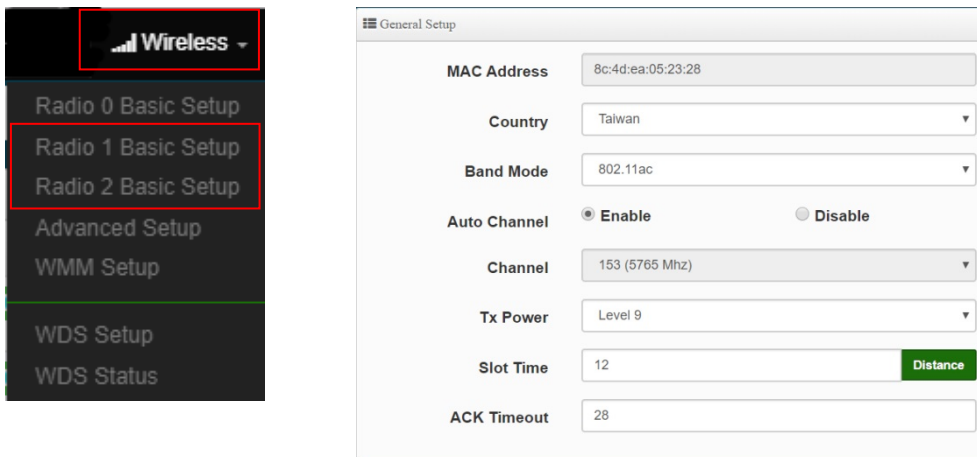 Wireless
Radio 0 Basic Setup
Radio 1 Basic Setup
Radio 2 Basic Setup
Advanced Setup
WMM Setup
WDS Setup
WDS Status
General Setup
MAC Address 8c:4d:ea:05:23:28
Country Taiwan
Band Mode 802.11ac
Auto Channel Enable Disable
Channel 153 (5765 Mhz)
Tx Power Level 9
Slot Time 12 Distance
ACK Timeout 28